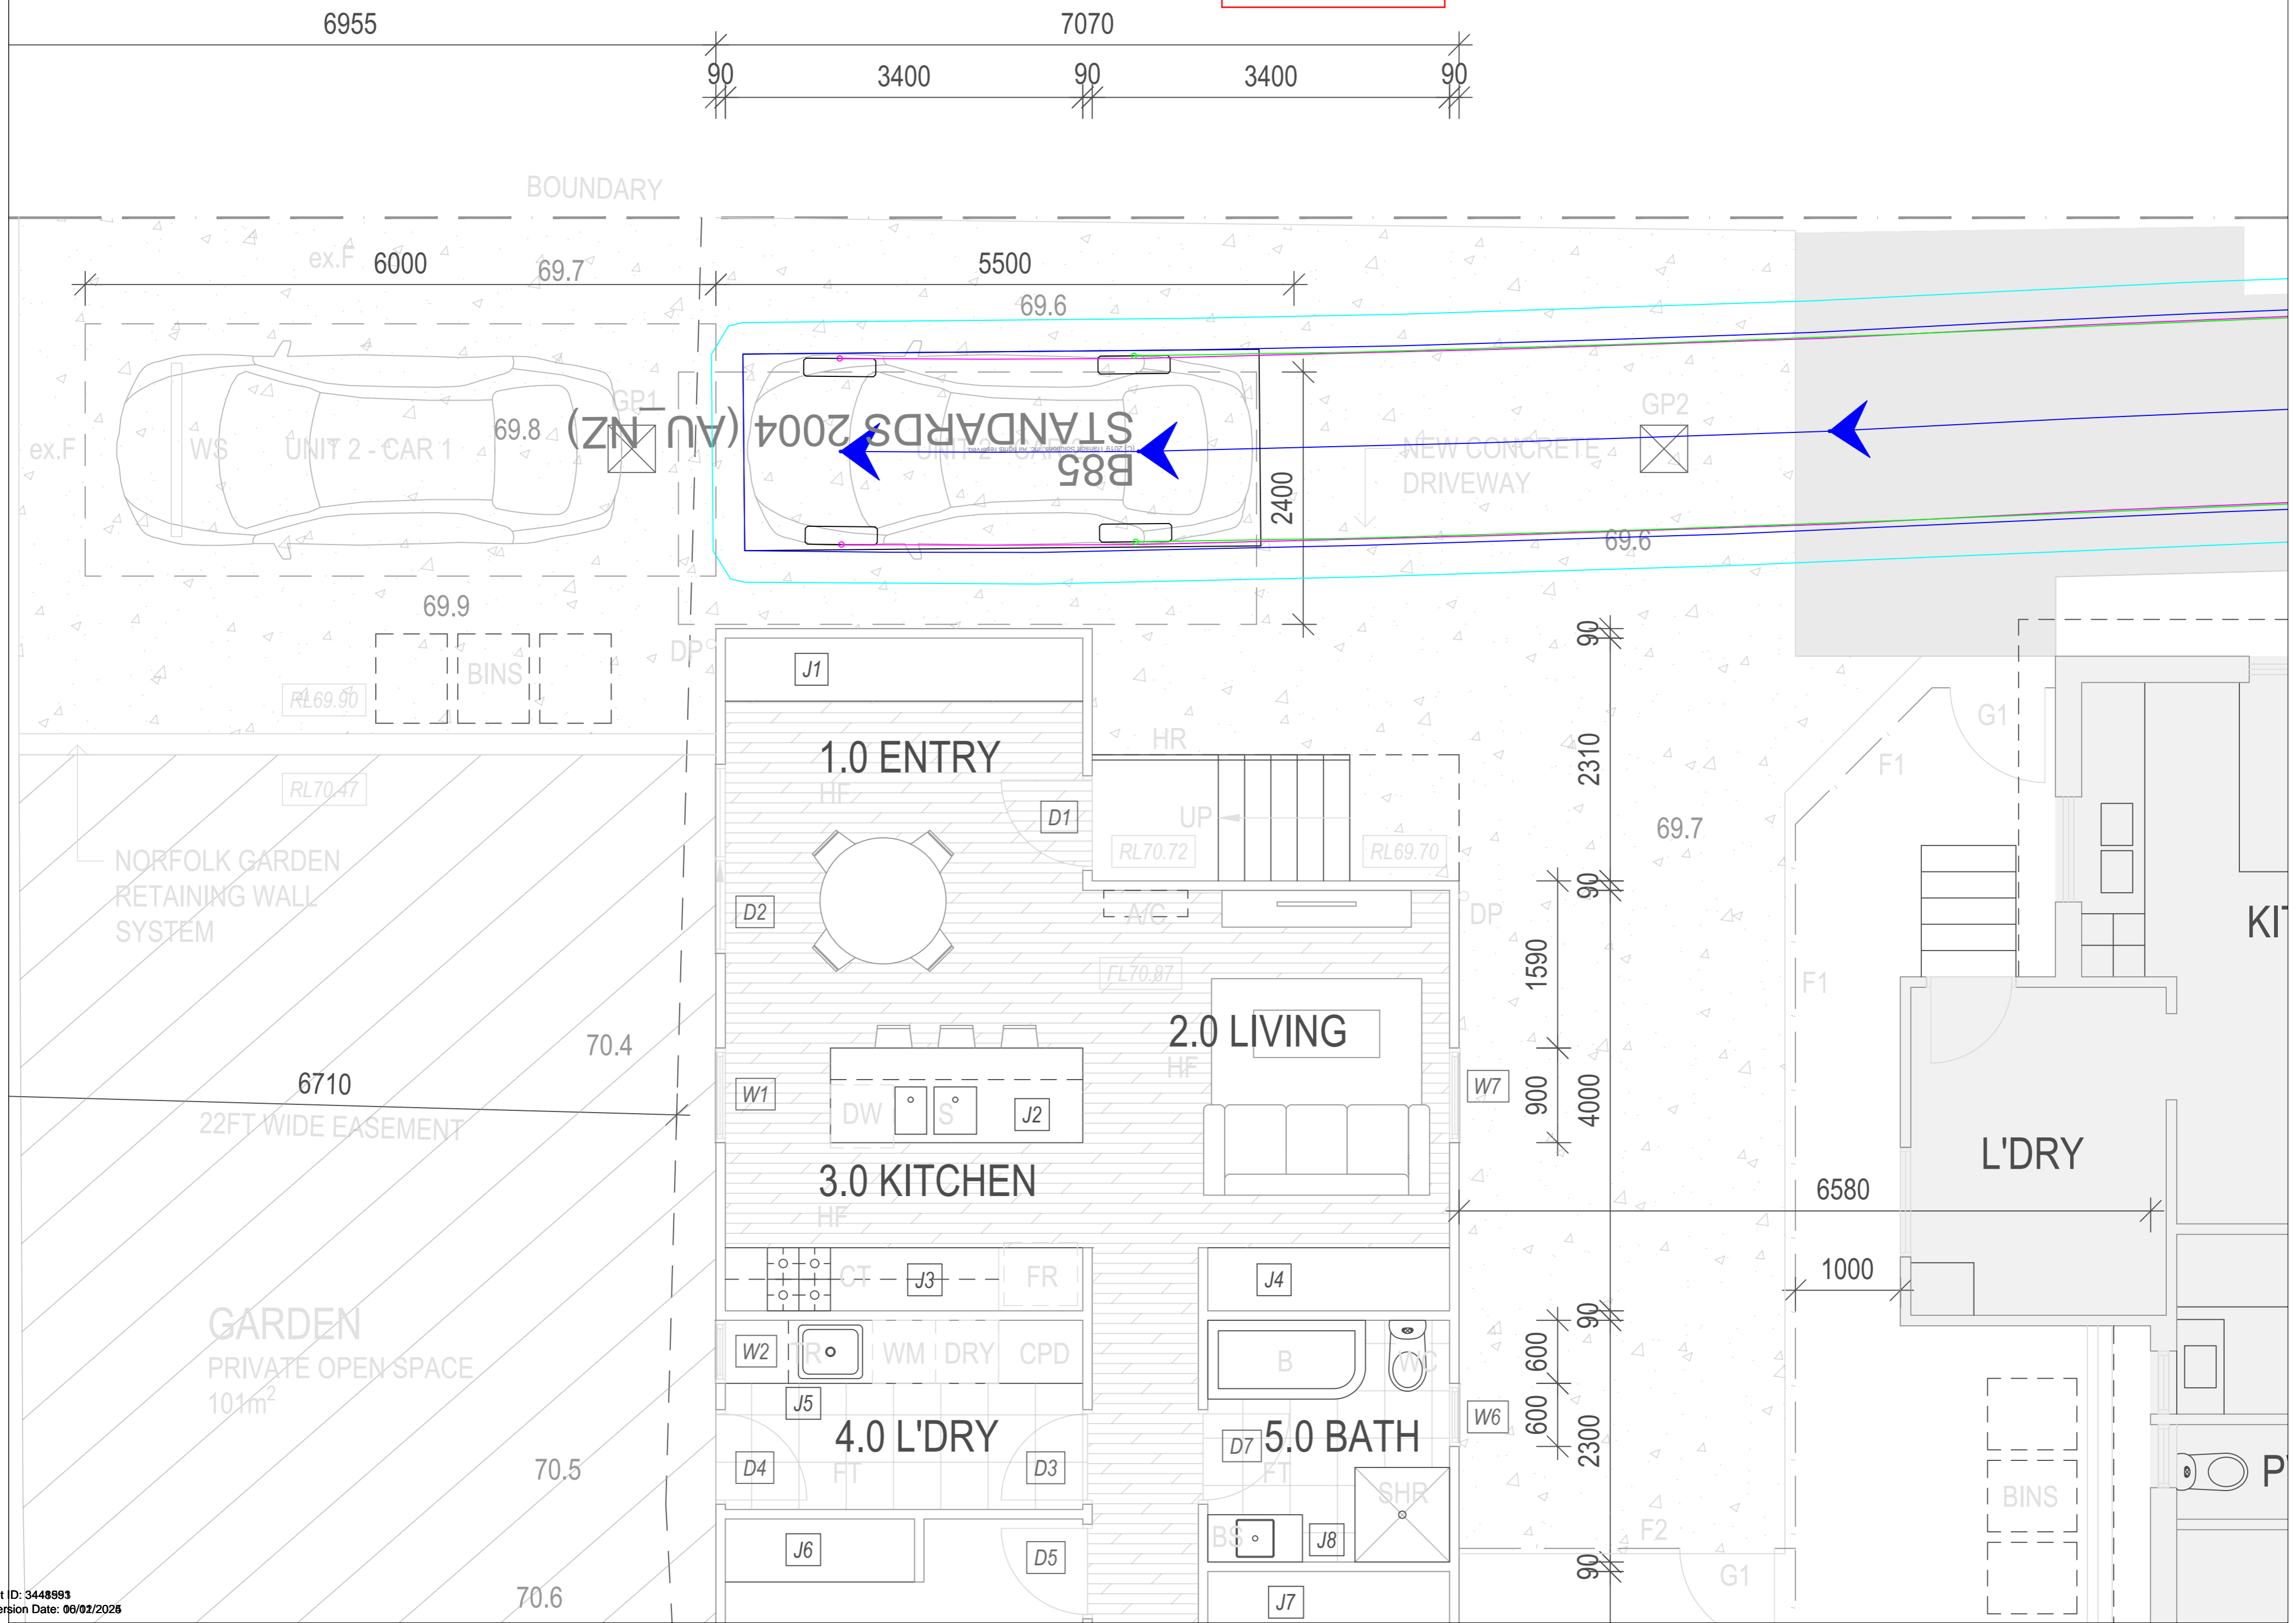 6955
7070
90
3400
90
3400
90
BOUNDARY
ex.F
6000
69.7
5500
69.6
ex.F
WS
UNIT 2 - CAR 1
69.8
GP1
B85
STANDARDS 2004 (AU_NZ)
2400
NEW CONCRETE
DRIVEWAY
GP2
69.6
69.9
BINS
DP
RL69.90
J1
90
1.0 ENTRY
HF
HR
2310
G1
F1
RL70.47
D1
UP
RL70.72
RL69.70
69.7
NORFOLK GARDEN
RETAINING WALL
SYSTEM
D2
A/C
DP
90
KIT
1590
F1
FL70.87
2.0 LIVING
HF
70.4
6710
22FT WIDE EASEMENT
W1
DW
S
J2
W7
900
4000
L'DRY
3.0 KITCHEN
HF
6580
1000
CT
J3
FR
J4
90
GARDEN
PRIVATE OPEN SPACE
101m²
W2
TR
WM
DRY
CPD
B
WC
600
J5
4.0 L'DRY
D7
5.0 BATH
W6
600
2300
70.5
D4
FT
D3
FT
SHR
BINS
F2
BS
J8
J6
D5
90
G1
70.6
J7